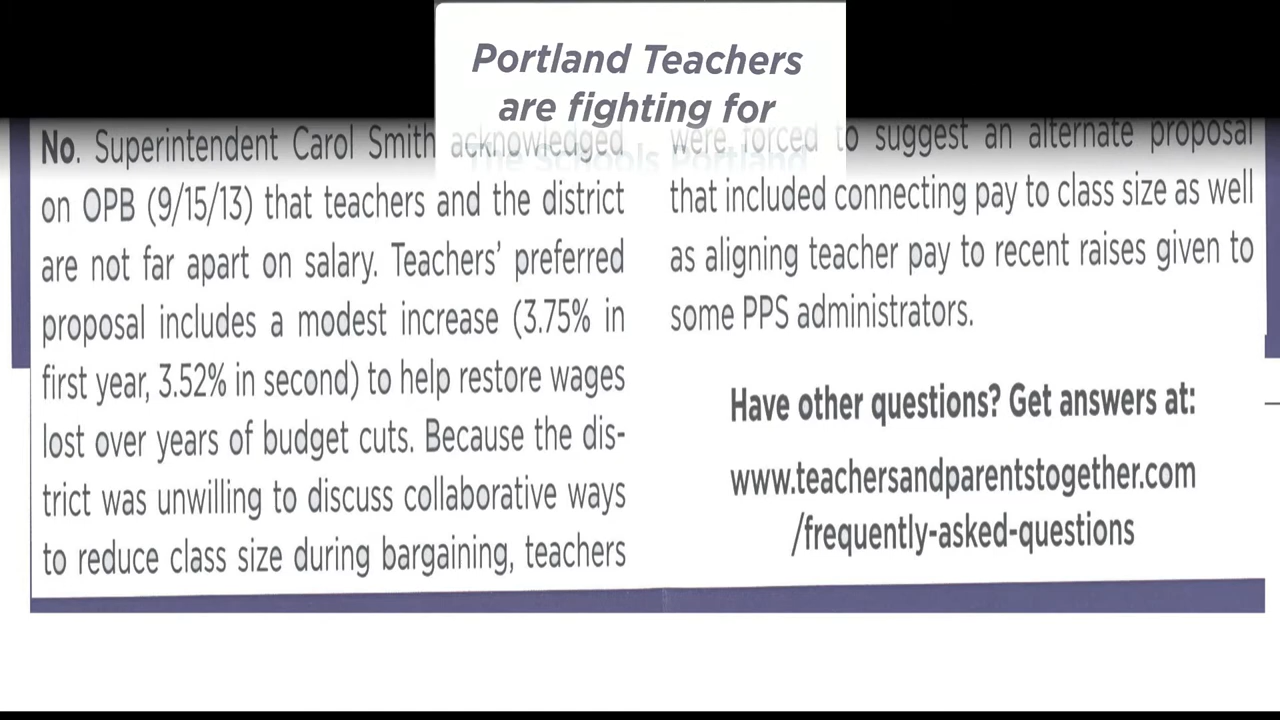 Portland Teachers
are fighting for
The Schools Portland
No. Superintendent Carol Smith acknowledged
on OPB (9/15/13) that teachers and the district
are not far apart on salary. Teachers’ preferred
proposal includes a modest increase (3.75% in
first year, 3.52% in second) to help restore wages
lost over years of budget cuts. Because the dis-
trict was unwilling to discuss collaborative ways
to reduce class size during bargaining, teachers
were forced to suggest an alternate proposal
that included connecting pay to class size as well
as aligning teacher pay to recent raises given to
some PPS administrators.
Have other questions? Get answers at:
www.teachersandparentstogether.com
/frequently-asked-questions